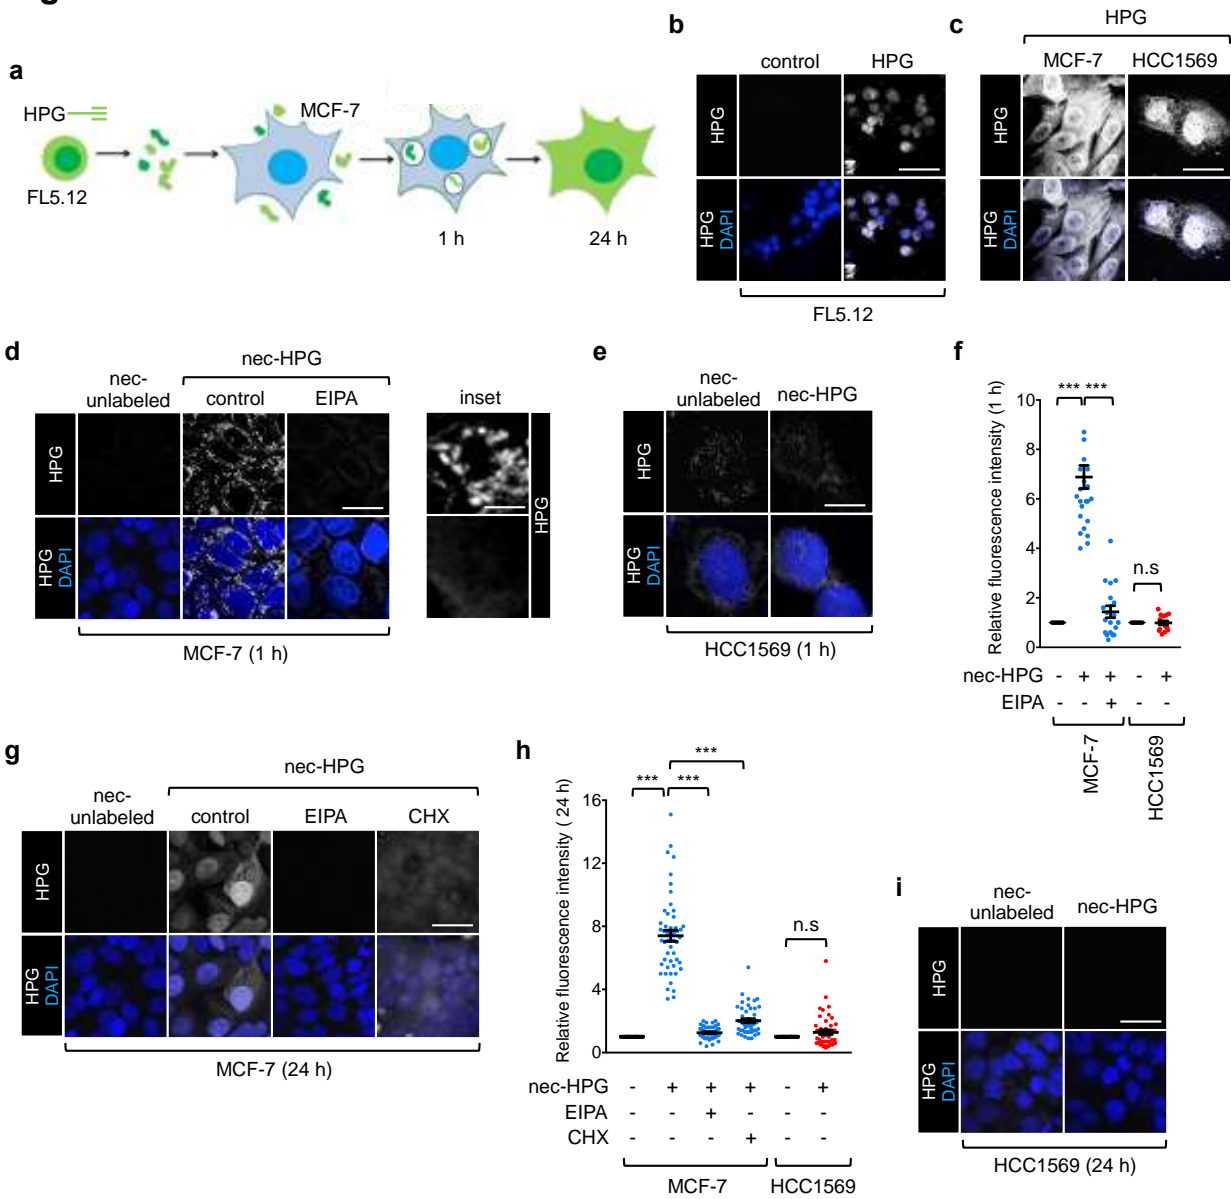 a
HPG
FL5.12
MCF-7
1 h
24 h
b
control
HPG
HPG
HPG
DAPI
FL5.12
c
HPG
MCF-7
HCC1569
HPG
HPG
DAPI
d
nec-HPG
nec-
unlabeled
control
EIPA
inset
HPG
HPG
DAPI
HPG
MCF-7 (1 h)
e
nec-
unlabeled
nec-HPG
HPG
HPG
DAPI
HCC1569 (1 h)
f
Relative fluorescence intensity (1 h)
10
8
6
4
2
0
*** ***
n.s
nec-HPG - + + - +
EIPA - - + - -
MCF-7
HCC1569
g
nec-HPG
nec-
unlabeled
control
EIPA
CHX
HPG
HPG
DAPI
MCF-7 (24 h)
h
Relative fluorescence intensity ( 24 h)
16
12
8
4
0
***
*** ***
n.s
nec-HPG - + + + - +
EIPA - - + - - -
CHX - - - + - -
MCF-7
HCC1569
i
nec-
unlabeled
nec-HPG
HPG
HPG
DAPI
HCC1569 (24 h)